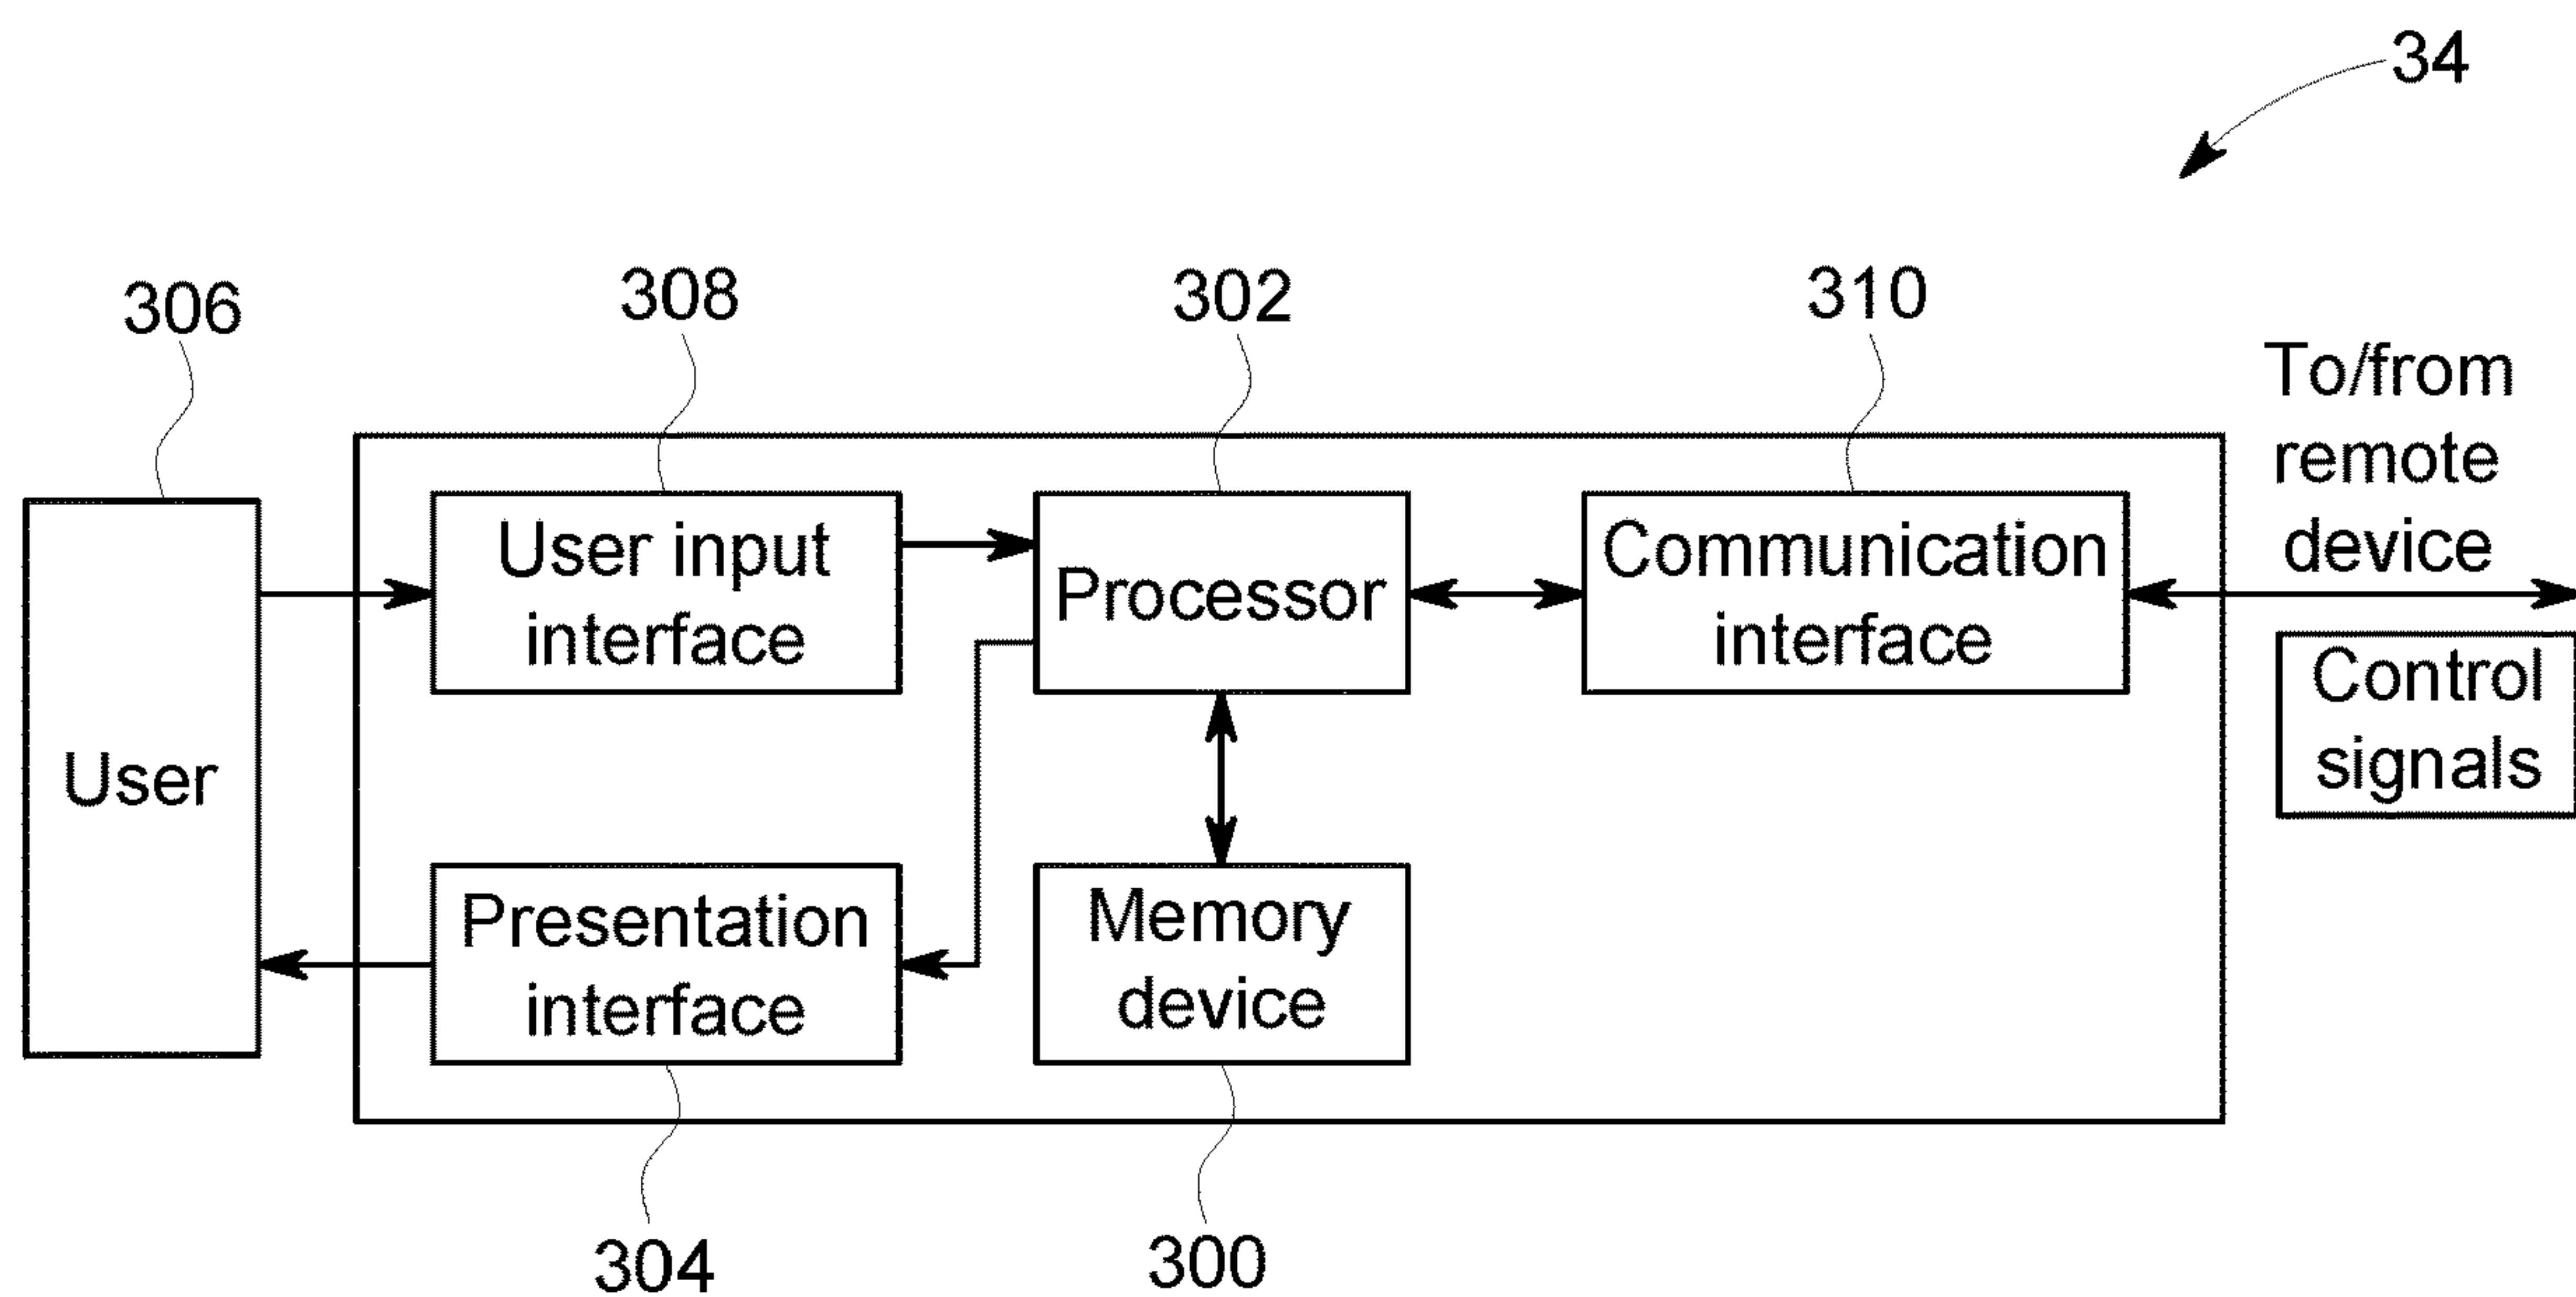 34
306
308
302
310
To/from
remote
device
User input
interface
Processor
Communication
interface
Control
signals
User
Presentation
interface
Memory
device
304
300